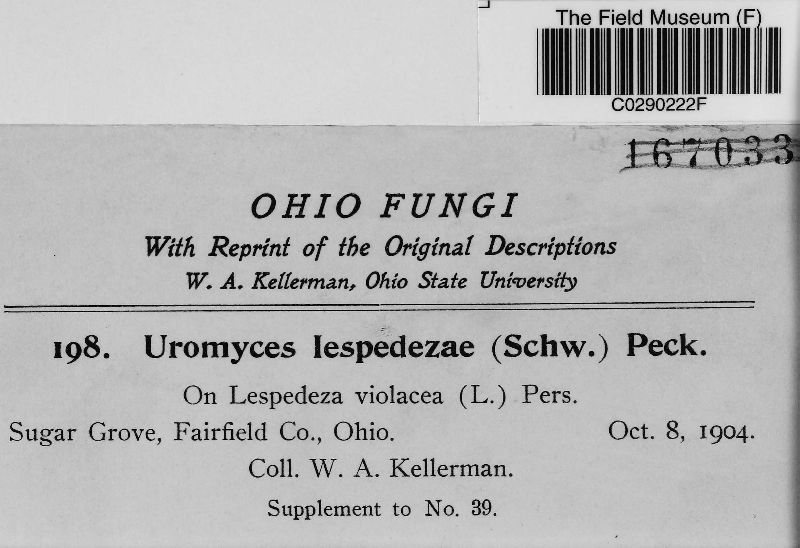 The Field Museum (F)
C0290222F
167033
OHIO FUNGI
With Reprint of the Original Descriptions
W. A. Kellerman, Ohio State University
198. Uromyces lespedezae (Schw.) Peck.
On Lespedeza violacea (L.) Pers.
Sugar Grove, Fairfield Co., Ohio. Oct. 8, 1904.
Coll. W. A. Kellerman.
Supplement to No. 39.